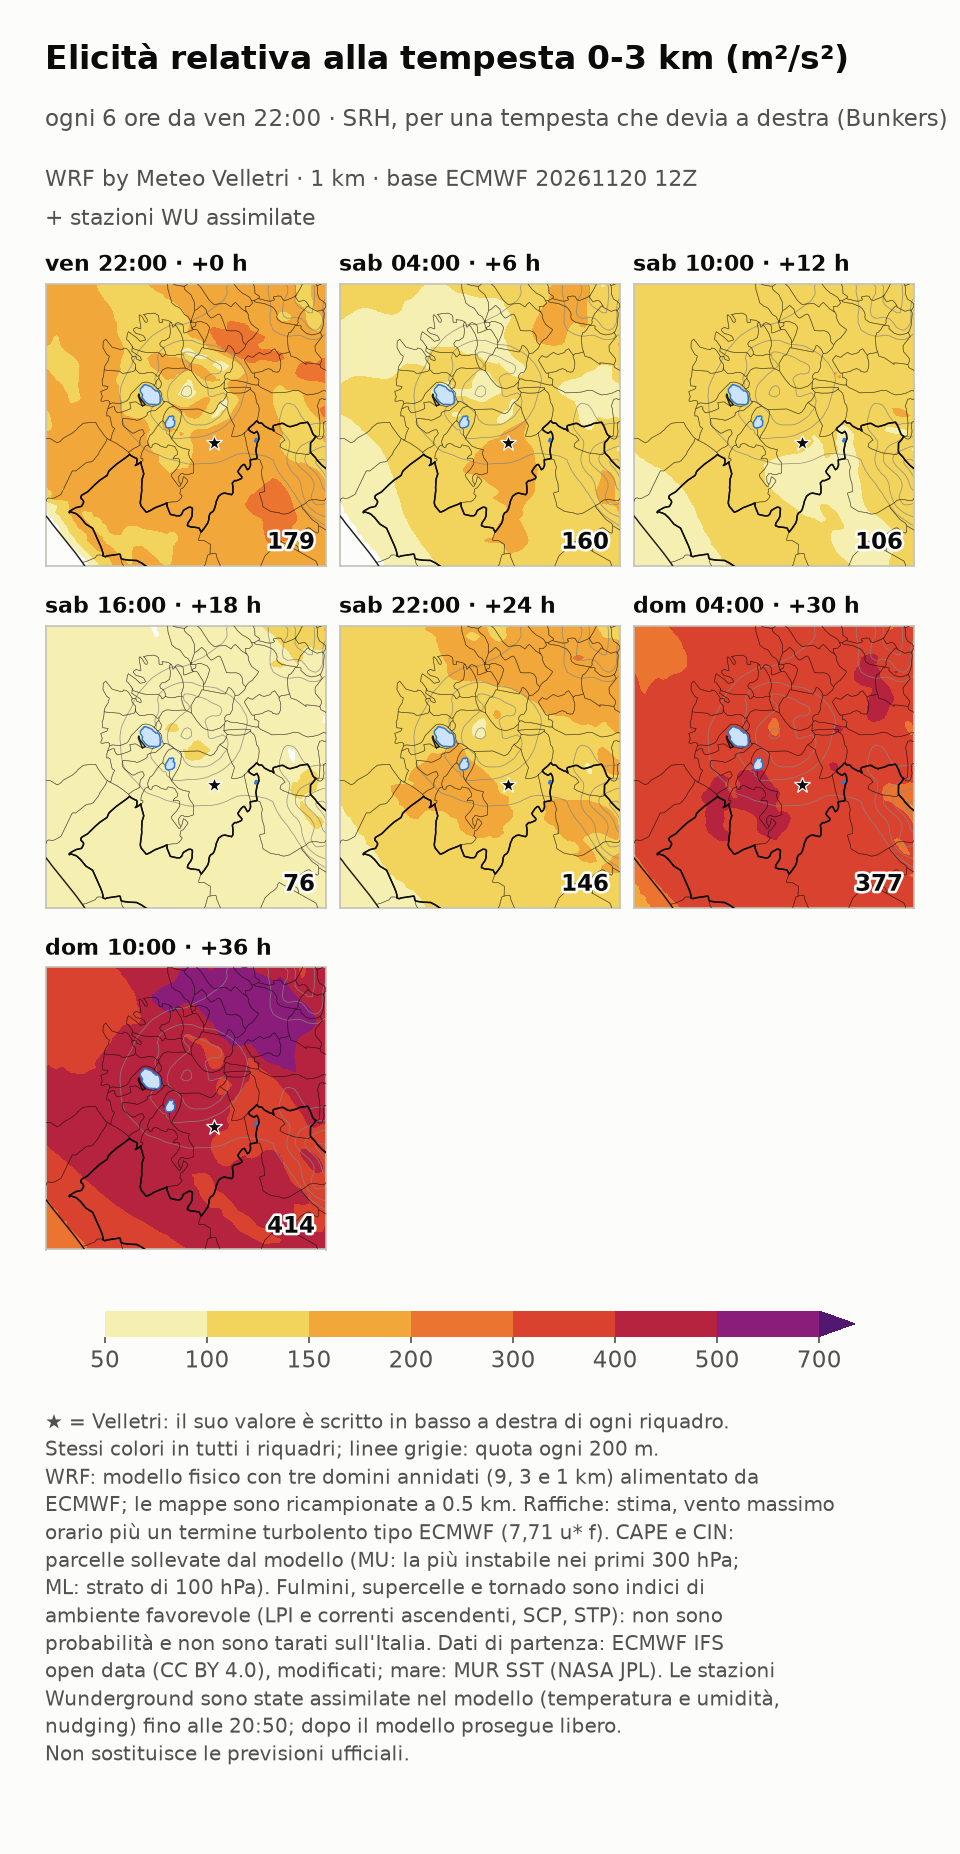 Elicità relativa alla tempesta 0-3 km (m²/s²)
ogni 6 ore da ven 22:00 · SRH, per una tempesta che devia a destra (Bunkers)
WRF by Meteo Velletri · 1 km · base ECMWF 20261120 12Z
+ stazioni WU assimilate
ven 22:00 · +0 h
sab 04:00 · +6 h
sab 10:00 · +12 h
179
160
106
sab 16:00 · +18 h
sab 22:00 · +24 h
dom 04:00 · +30 h
76
146
377
dom 10:00 · +36 h
414
50 100 150 200 300 400 500 700
★ = Velletri: il suo valore è scritto in basso a destra di ogni riquadro.
Stessi colori in tutti i riquadri; linee grigie: quota ogni 200 m.
WRF: modello fisico con tre domini annidati (9, 3 e 1 km) alimentato da
ECMWF; le mappe sono ricampionate a 0.5 km. Raffiche: stima, vento massimo
orario più un termine turbolento tipo ECMWF (7,71 u* f). CAPE e CIN:
parcelle sollevate dal modello (MU: la più instabile nei primi 300 hPa;
ML: strato di 100 hPa). Fulmini, supercelle e tornado sono indici di
ambiente favorevole (LPI e correnti ascendenti, SCP, STP): non sono
probabilità e non sono tarati sull'Italia. Dati di partenza: ECMWF IFS
open data (CC BY 4.0), modificati; mare: MUR SST (NASA JPL). Le stazioni
Wunderground sono state assimilate nel modello (temperatura e umidità,
nudging) fino alle 20:50; dopo il modello prosegue libero.
Non sostituisce le previsioni ufficiali.